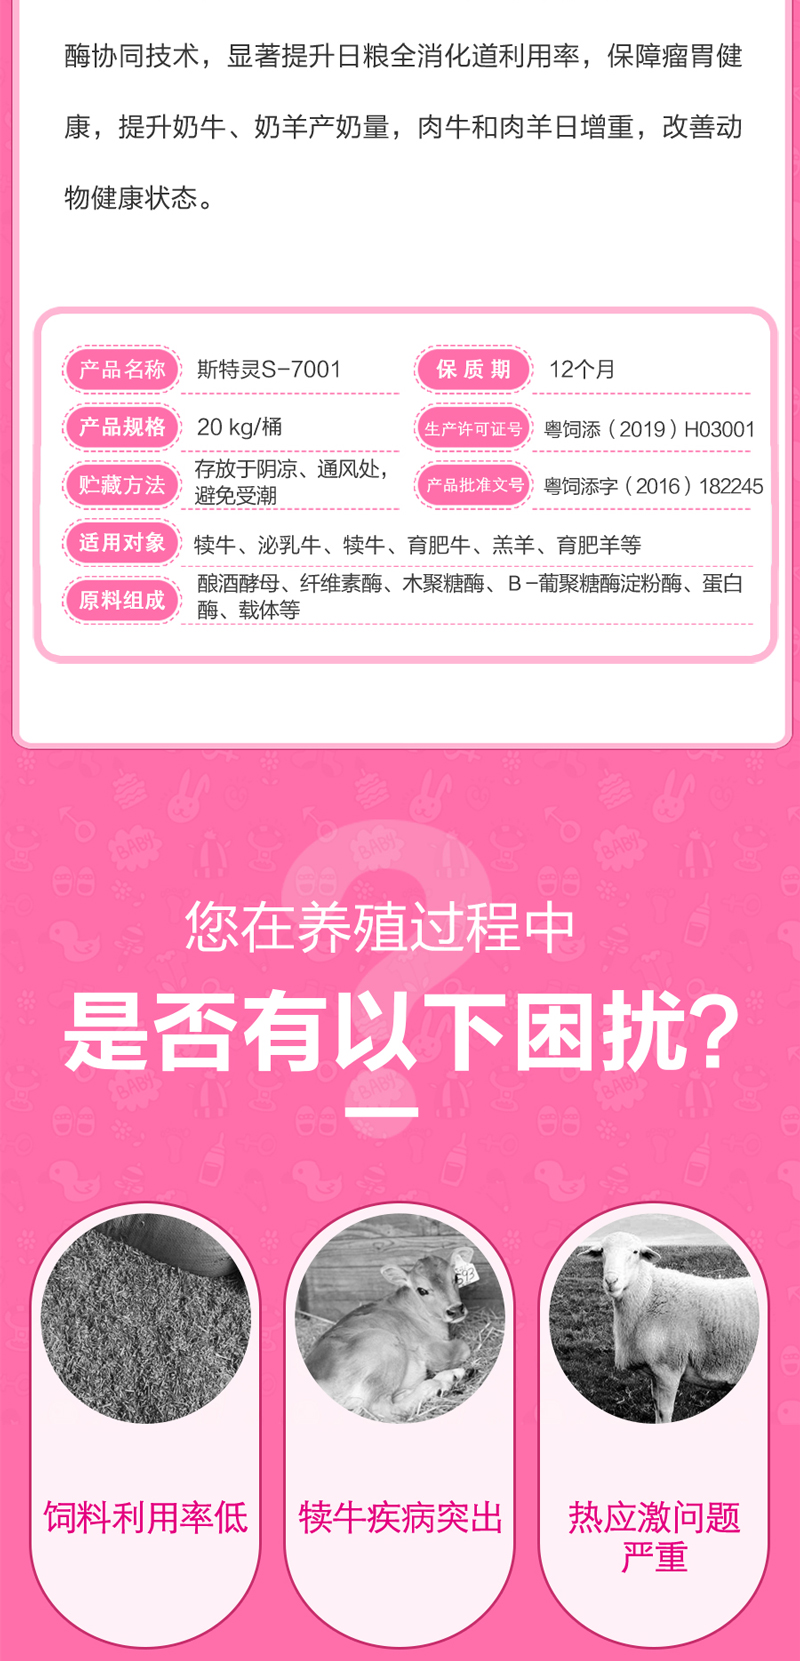 酶协同技术，显著提升日粮全消化道利用率，保障瘤胃健
康，提升奶牛、奶羊产奶量，肉牛和肉羊日增重，改善动
物健康状态。
产品名称 斯特灵S-7001
保质期 12个月
产品规格 20 kg/桶
生产许可证号 粤饲添（2019）H03001
贮藏方法 存放于阴凉、通风处，
避免受潮
产品批准文号 粤饲添字（2016）182245
适用对象 犊牛、泌乳牛、犊牛、育肥牛、羔羊、育肥羊等
原料组成 酿酒酵母、纤维素酶、木聚糖酶、B-葡聚糖酶淀粉酶、蛋白
酶、载体等
您在养殖过程中
是否有以下困扰?
饲料利用率低
犊牛疾病突出
热应激问题
严重